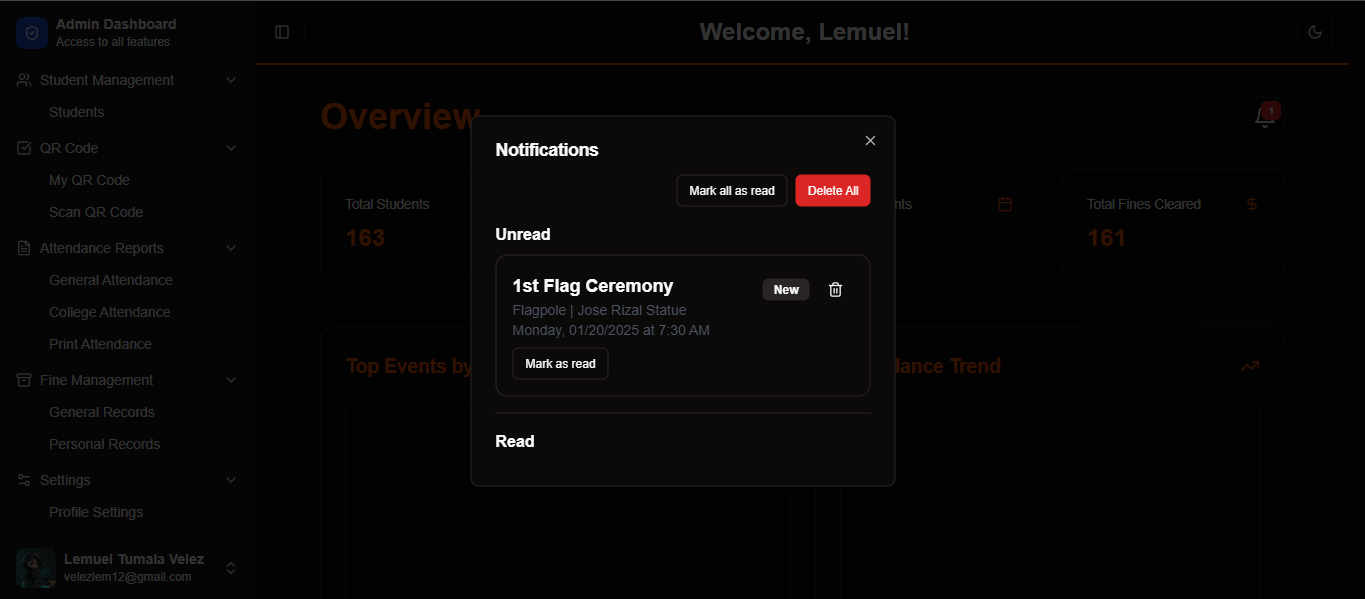 Admin Dashboard
Access to all features
Student Management
Students
QR Code
My QR Code
Scan QR Code
Attendance Reports
General Attendance
College Attendance
Print Attendance
Fine Management
General Records
Personal Records
Settings
Profile Settings
Lemuel Tumala Velez
velezlem12@gmail.com
Welcome, Lemuel!
Overview
1
Total Students
163
Total Fines Cleared
161
Top Events by
Trend
Notifications
Mark all as read
Delete All
Unread
1st Flag Ceremony
New
Flagpole | Jose Rizal Statue
Monday, 01/20/2025 at 7:30 AM
Mark as read
Read